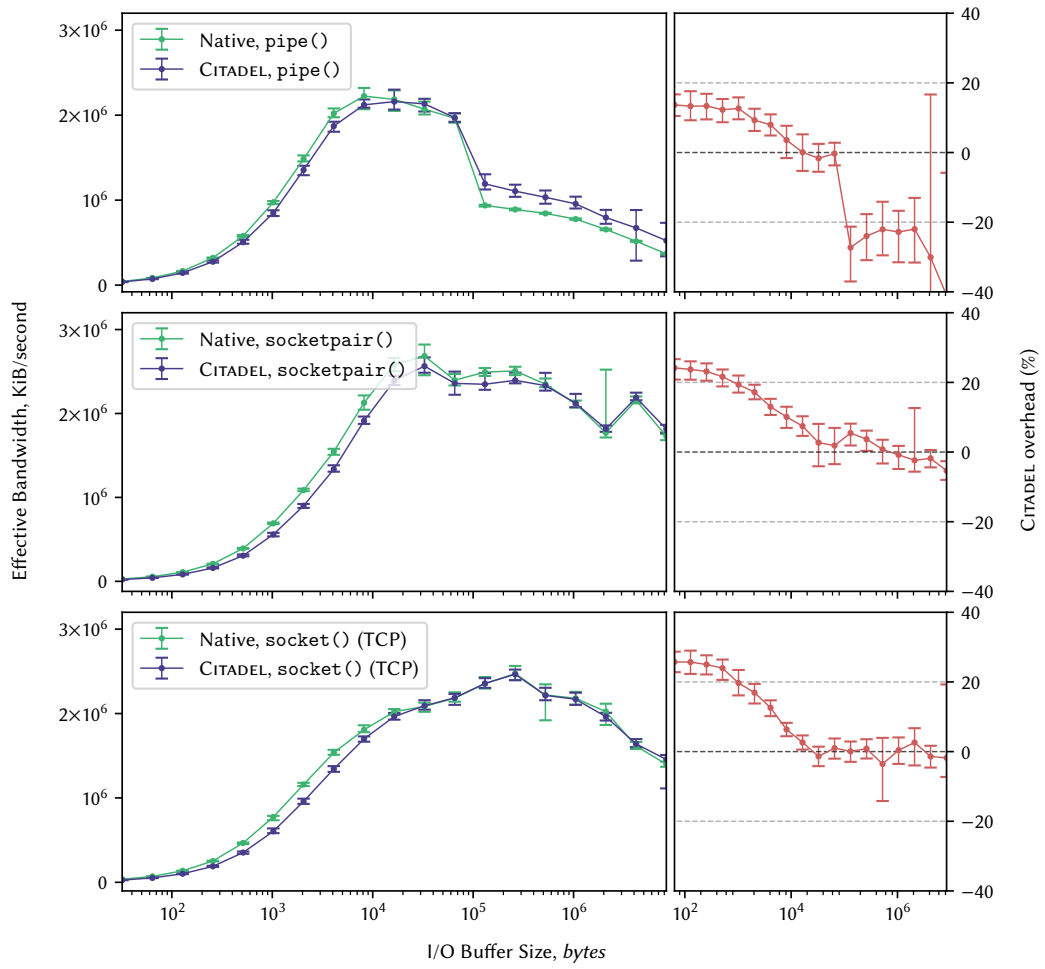 3×10⁶
2×10⁶
10⁶
0
Native, pipe()
CITADEL, pipe()
40
20
0
−20
−40
3×10⁶
2×10⁶
10⁶
0
Native, socketpair()
CITADEL, socketpair()
40
20
0
−20
−40
3×10⁶
2×10⁶
10⁶
0
Native, socket() (TCP)
CITADEL, socket() (TCP)
40
20
0
−20
−40
10² 10³ 10⁴ 10⁵ 10⁶
10² 10⁴ 10⁶
Effective Bandwidth, KiB/second
CITADEL overhead (%)
I/O Buffer Size, bytes